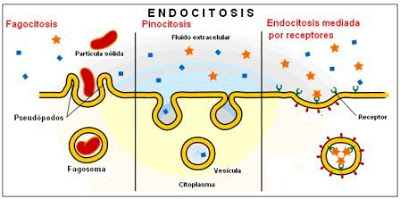 ENDOCITOSIS
Fagocitosis
Partícula sólida
Pseudópodos
Fagosoma
Pinocitosis
Fluido extracelular
Vesícula
Citoplasma
Endocitosis mediada
por receptores
Receptor